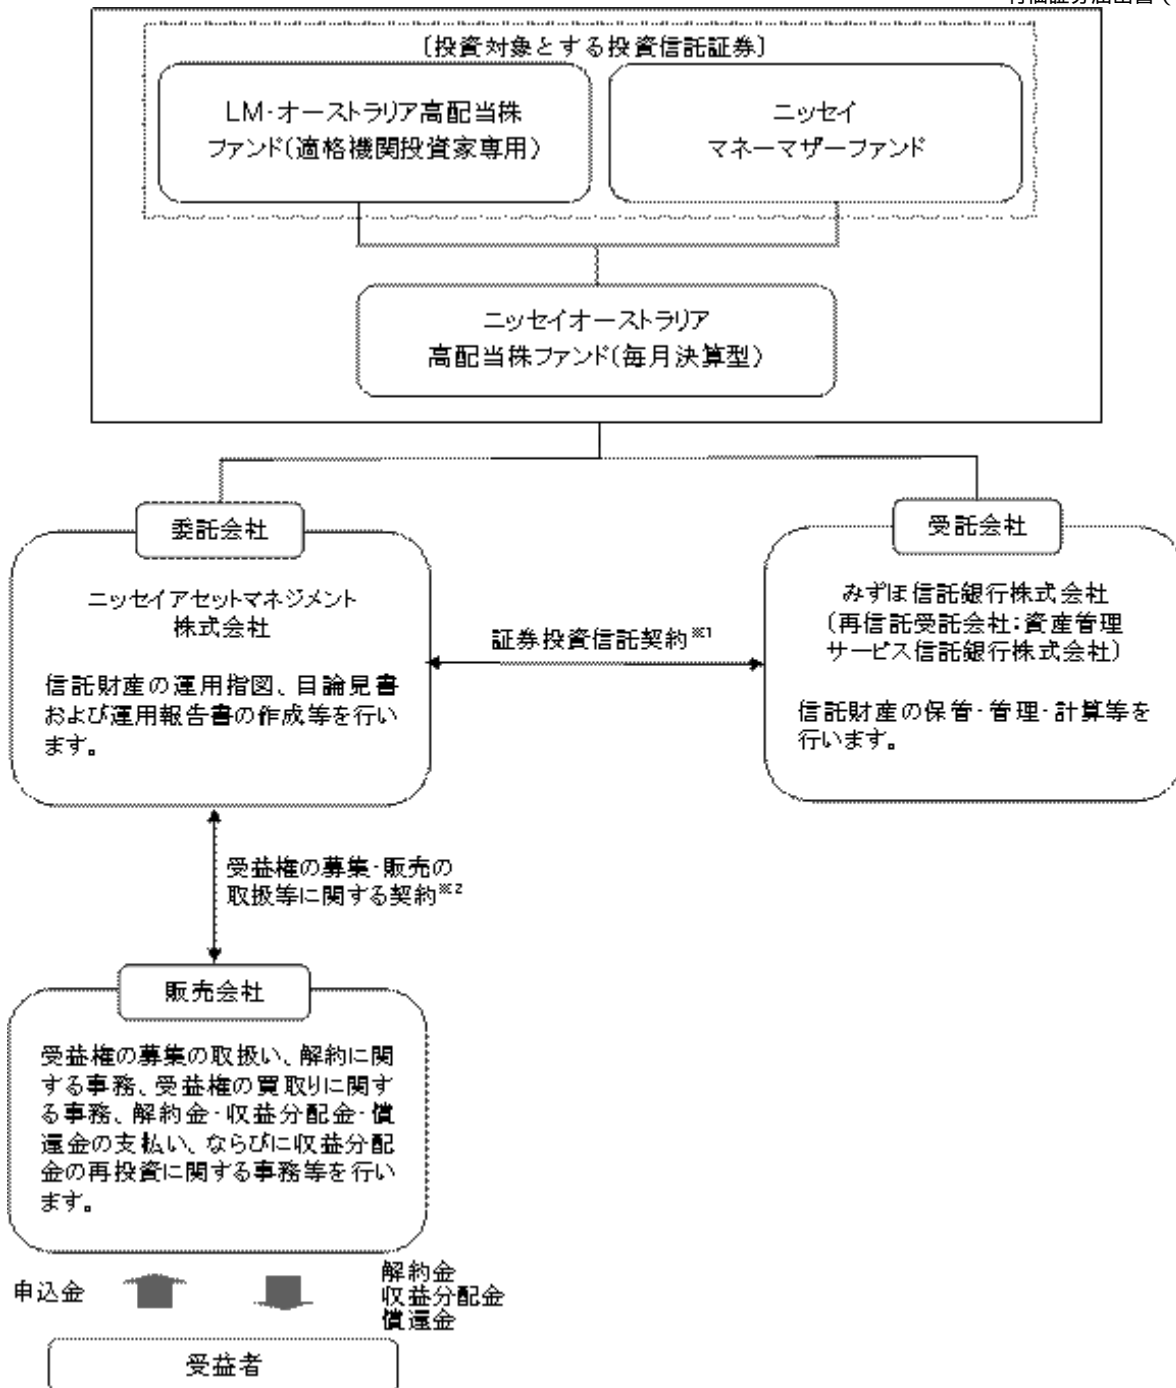 〔投資対象とする投資信託証券〕
LM・オーストラリア高配当株
ファンド(適格機関投資家専用)
ニッセイ
マネーマザーファンド
ニッセイオーストラリア
高配当株ファンド(毎月決算型)
委託会社
ニッセイアセットマネジメント
株式会社
信託財産の運用指図、目論見書
および運用報告書の作成等を行い
ます。
証券投資信託契約※1
受託会社
みずほ信託銀行株式会社
(再信託受託会社:資産管理
サービス信託銀行株式会社)
信託財産の保管・管理・計算等を
行います。
受益権の募集・販売の
取扱等に関する契約※2
販売会社
受益権の募集の取扱い、解約に関
する事務、受益権の買取りに関す
る事務、解約金・収益分配金・償
還金の支払い、ならびに収益分配
金の再投資に関する事務等を行い
ます。
申込金
解約金
収益分配金
償還金
受益者